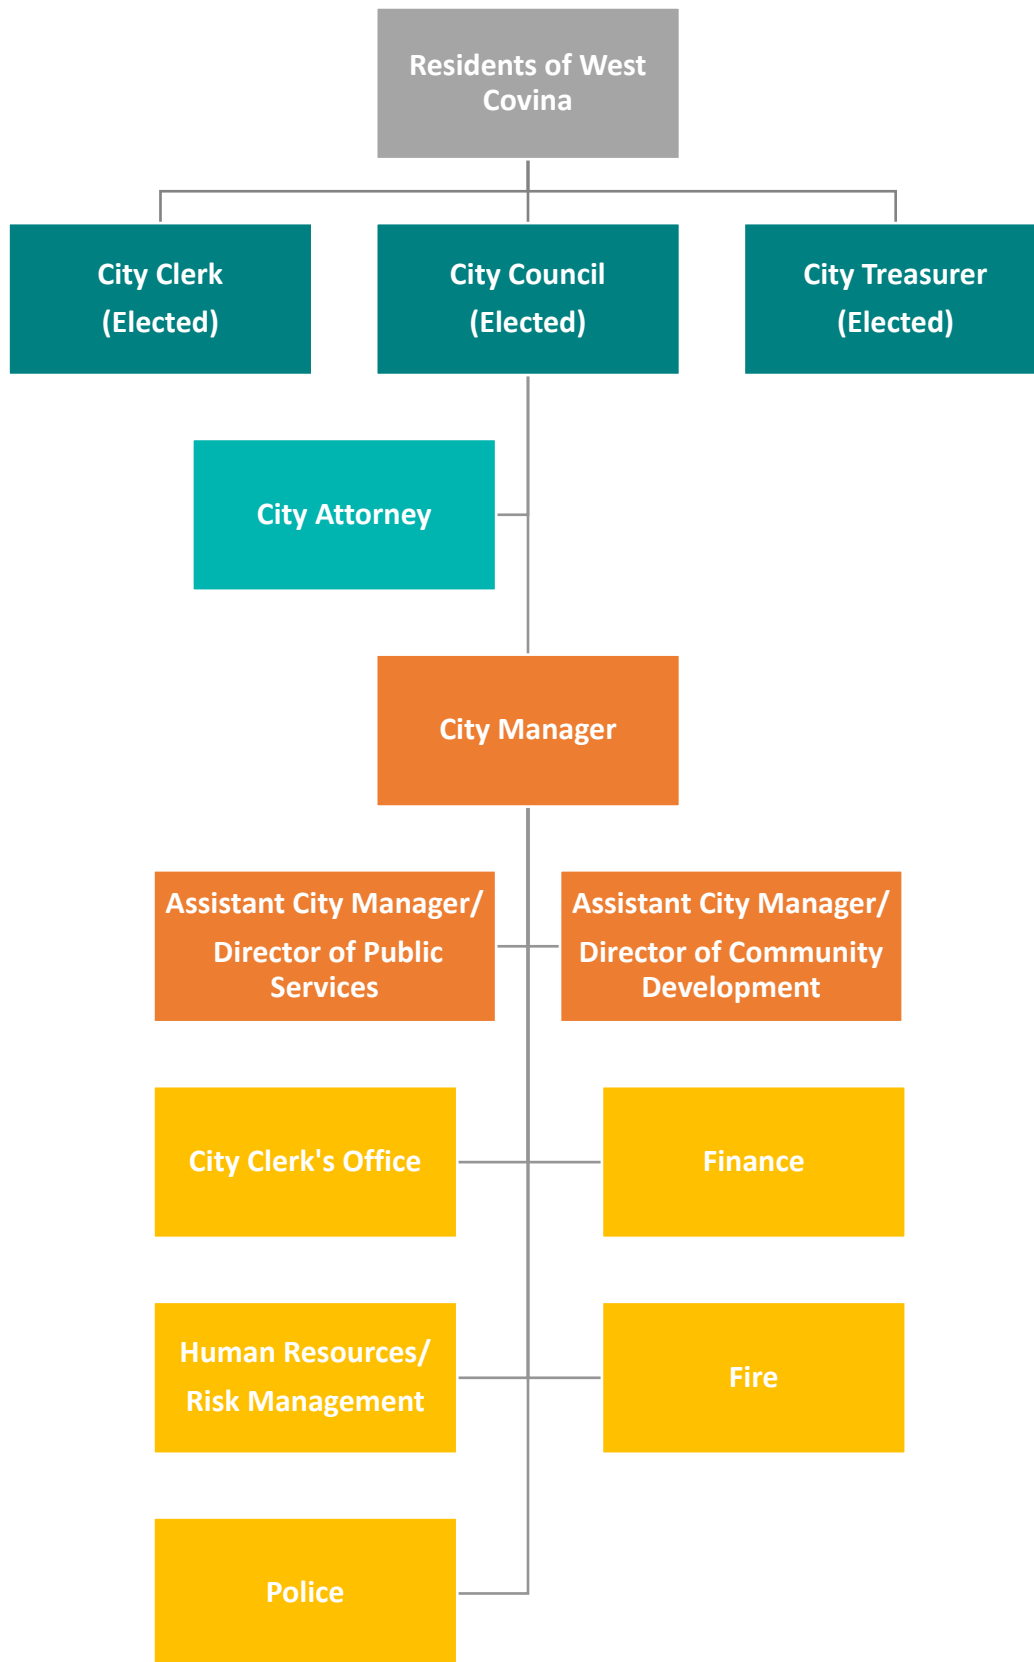 Residents of West
Covina
City Clerk
(Elected)
City Council
(Elected)
City Treasurer
(Elected)
City Attorney
City Manager
Assistant City Manager/
Director of Public
Services
Assistant City Manager/
Director of Community
Development
City Clerk's Office
Finance
Human Resources/
Risk Management
Fire
Police